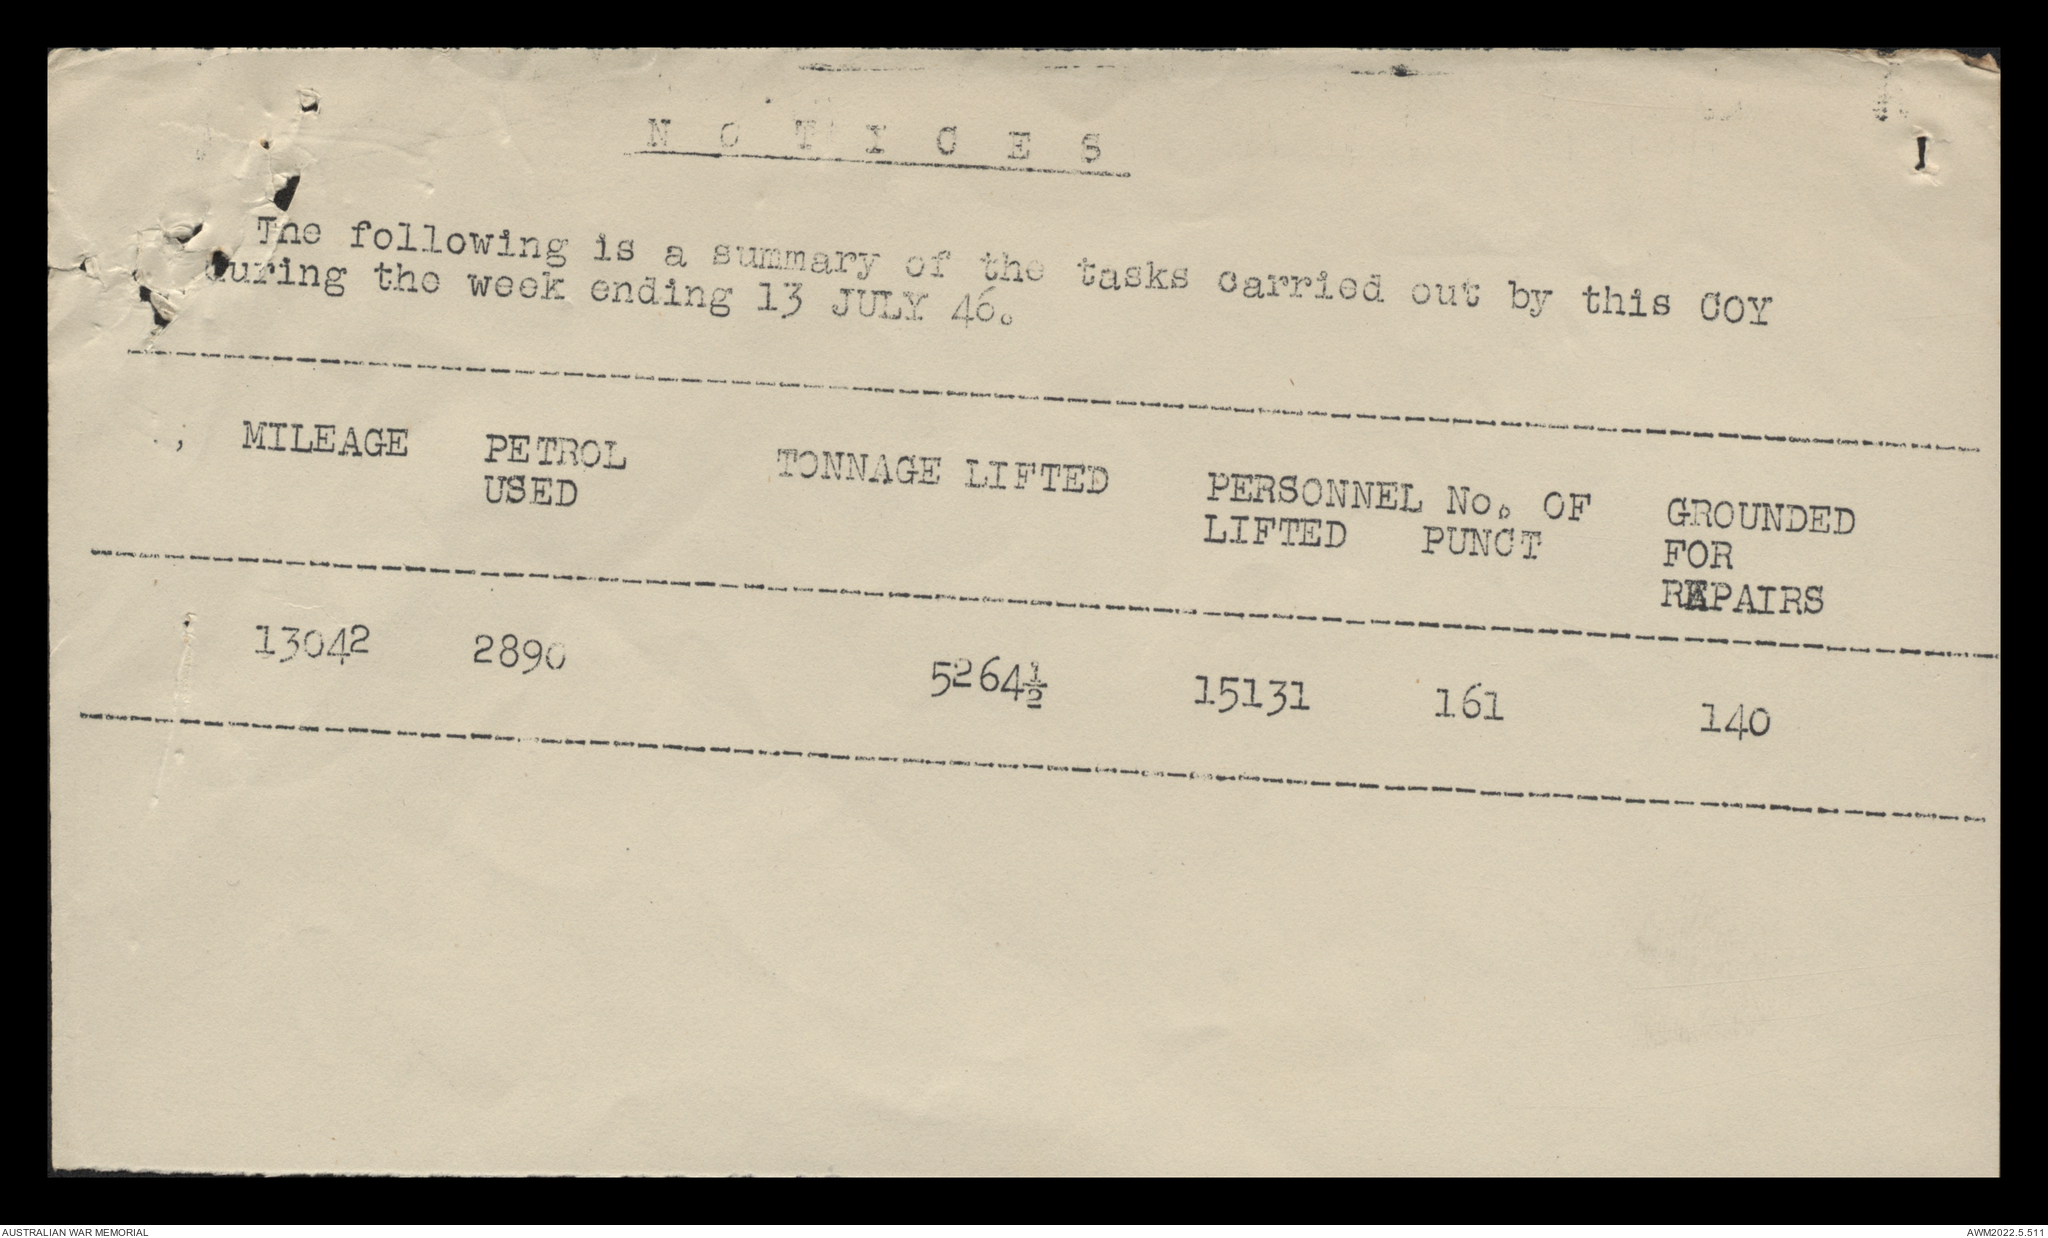 N O T I C E S
The following is a summary of the tasks carried out by this COY
during the week ending 13 JULY 46.
MILEAGE PETROL USED TONNAGE LIFTED PERSONNEL LIFTED No. OF PUNCT GROUNDED FOR REPAIRS
13042 2890 5264½ 15131 161 140
AUSTRALIAN WAR MEMORIAL AWM2022.5.511